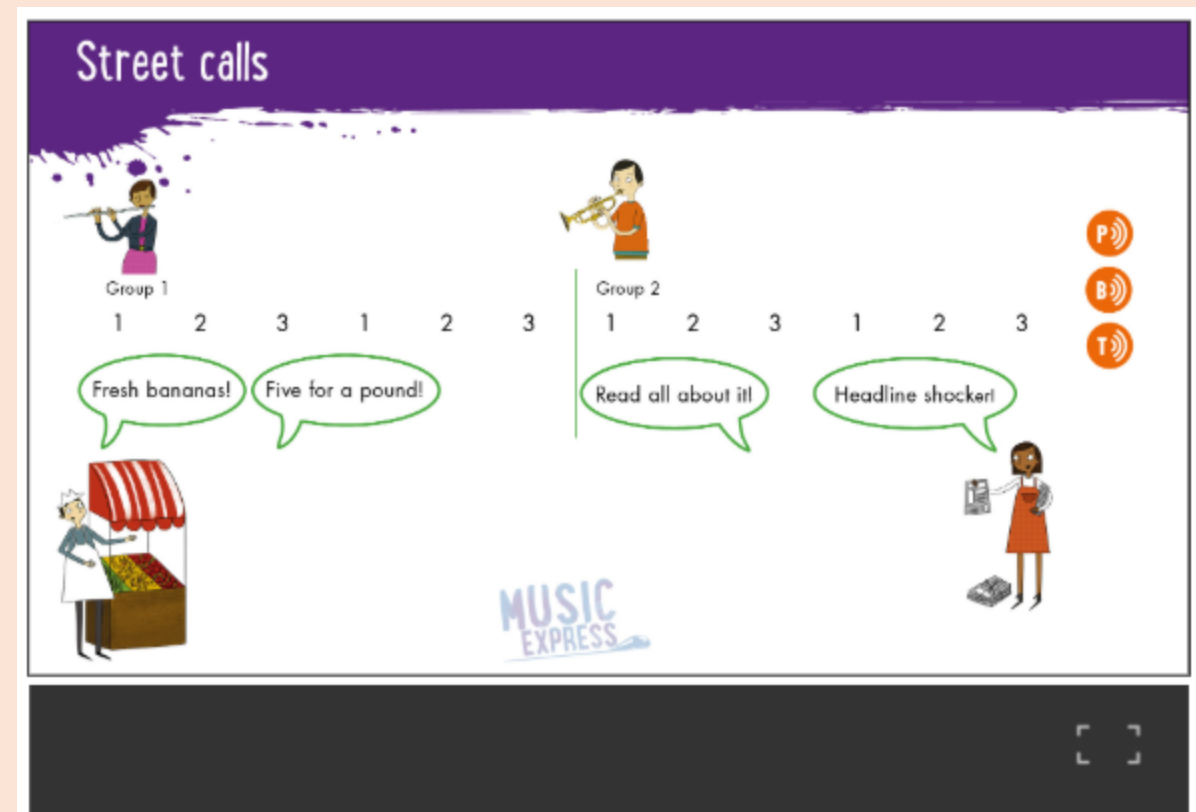 Street calls
Group 1
Group 2
1 2 3 1 2 3 1 2 3 1 2 3
Fresh bananas! Five for a pound! Read all about it! Headline shocker!
P
B
T
MUSIC
EXPRESS